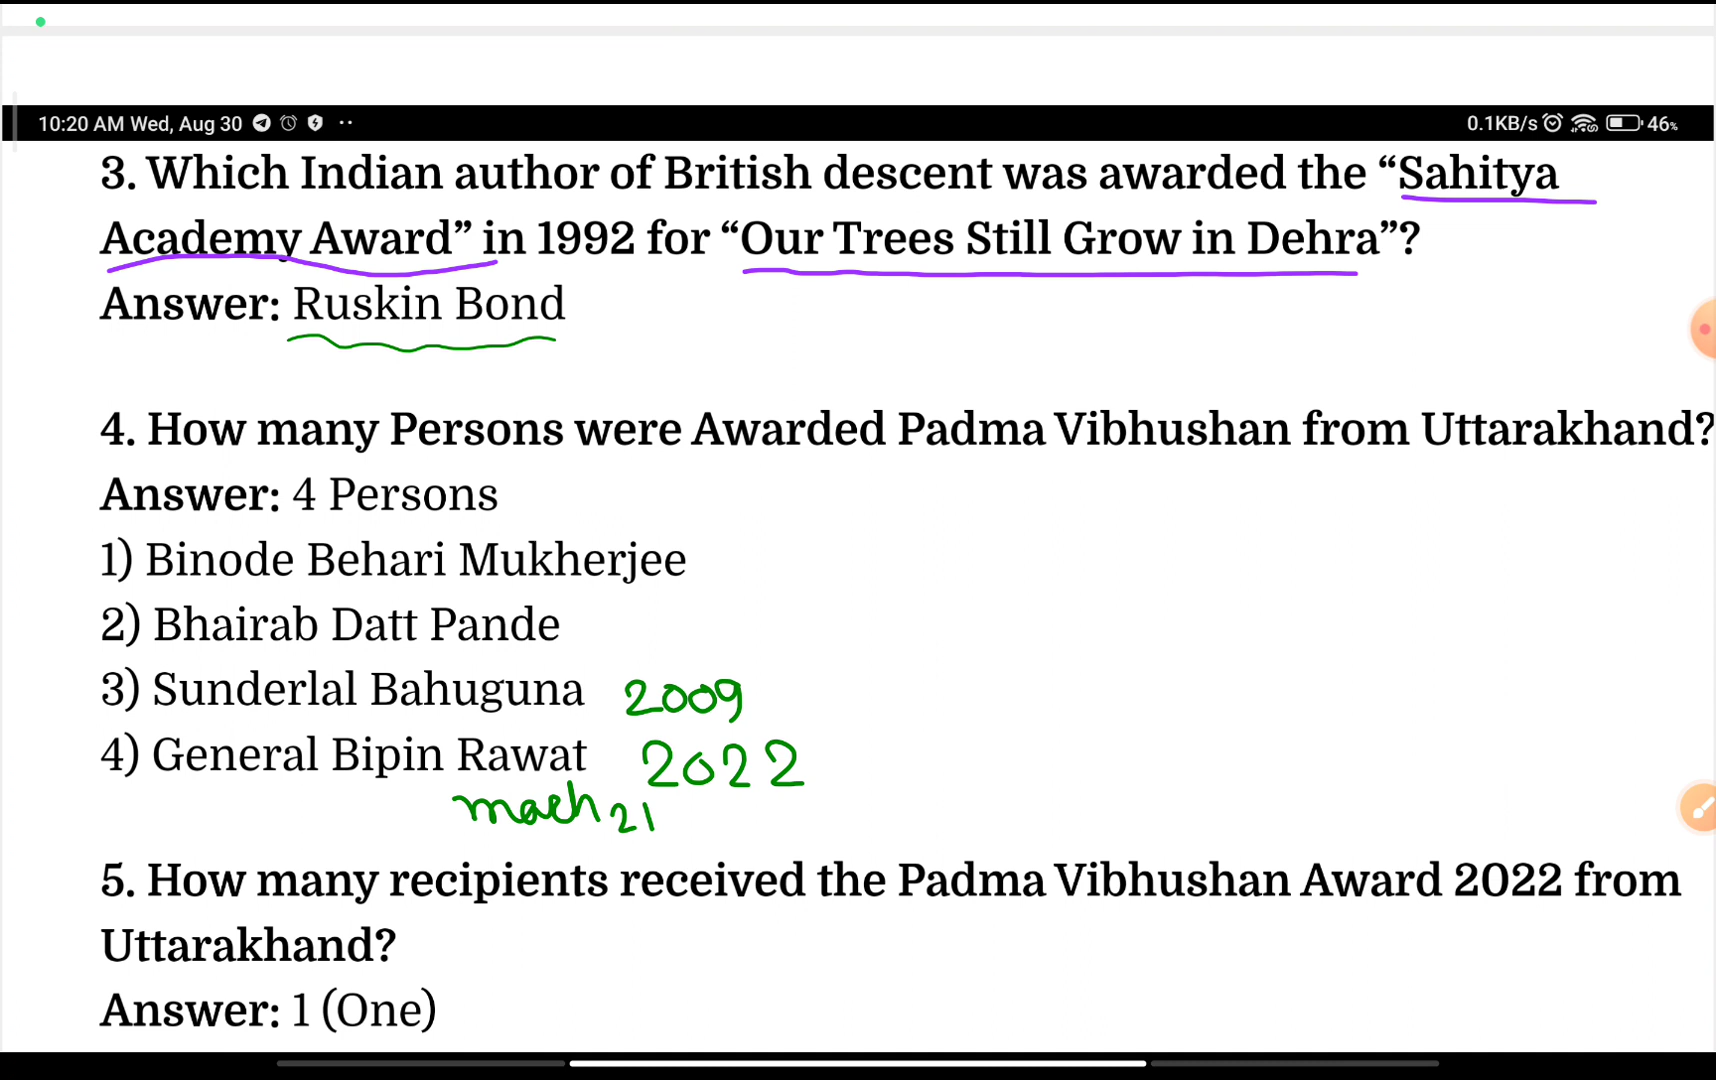 10:20 AM Wed, Aug 30
0.1KB/s 46%
3. Which Indian author of British descent was awarded the “Sahitya
Academy Award” in 1992 for “Our Trees Still Grow in Dehra”?
Answer: Ruskin Bond
4. How many Persons were Awarded Padma Vibhushan from Uttarakhand?
Answer: 4 Persons
1) Binode Behari Mukherjee
2) Bhairab Datt Pande
3) Sunderlal Bahuguna 2009
4) General Bipin Rawat 2022
mach 21
5. How many recipients received the Padma Vibhushan Award 2022 from
Uttarakhand?
Answer: 1 (One)